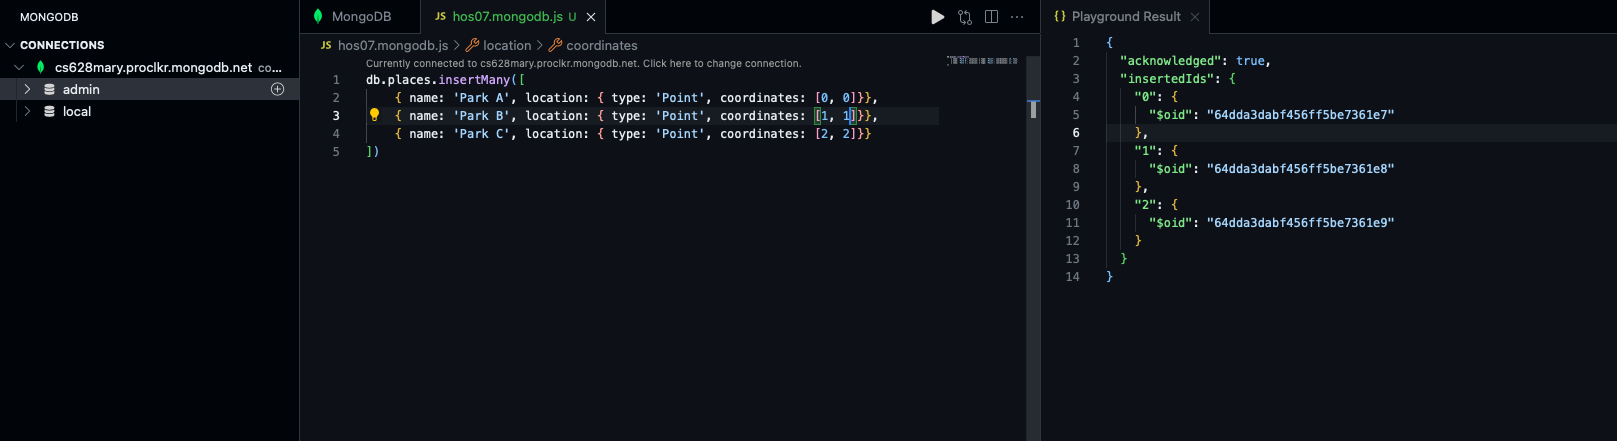 MONGODB
CONNECTIONS
cs628mary.proclkr.mongodb.net co...
admin
local
MongoDB
JS hos07.mongodb.js U
JS hos07.mongodb.js > location > coordinates
Currently connected to cs628mary.proclkr.mongodb.net. Click here to change connection.
1 db.places.insertMany([
2 { name: 'Park A', location: { type: 'Point', coordinates: [0, 0]}},
3 { name: 'Park B', location: { type: 'Point', coordinates: [1, 1]}},
4 { name: 'Park C', location: { type: 'Point', coordinates: [2, 2]}}
5 ])
{} Playground Result
1 {
2 "acknowledged": true,
3 "insertedIds": {
4 "0": {
5 "$oid": "64dda3dabf456ff5be7361e7"
6 },
7 "1": {
8 "$oid": "64dda3dabf456ff5be7361e8"
9 },
10 "2": {
11 "$oid": "64dda3dabf456ff5be7361e9"
12 }
13 }
14 }